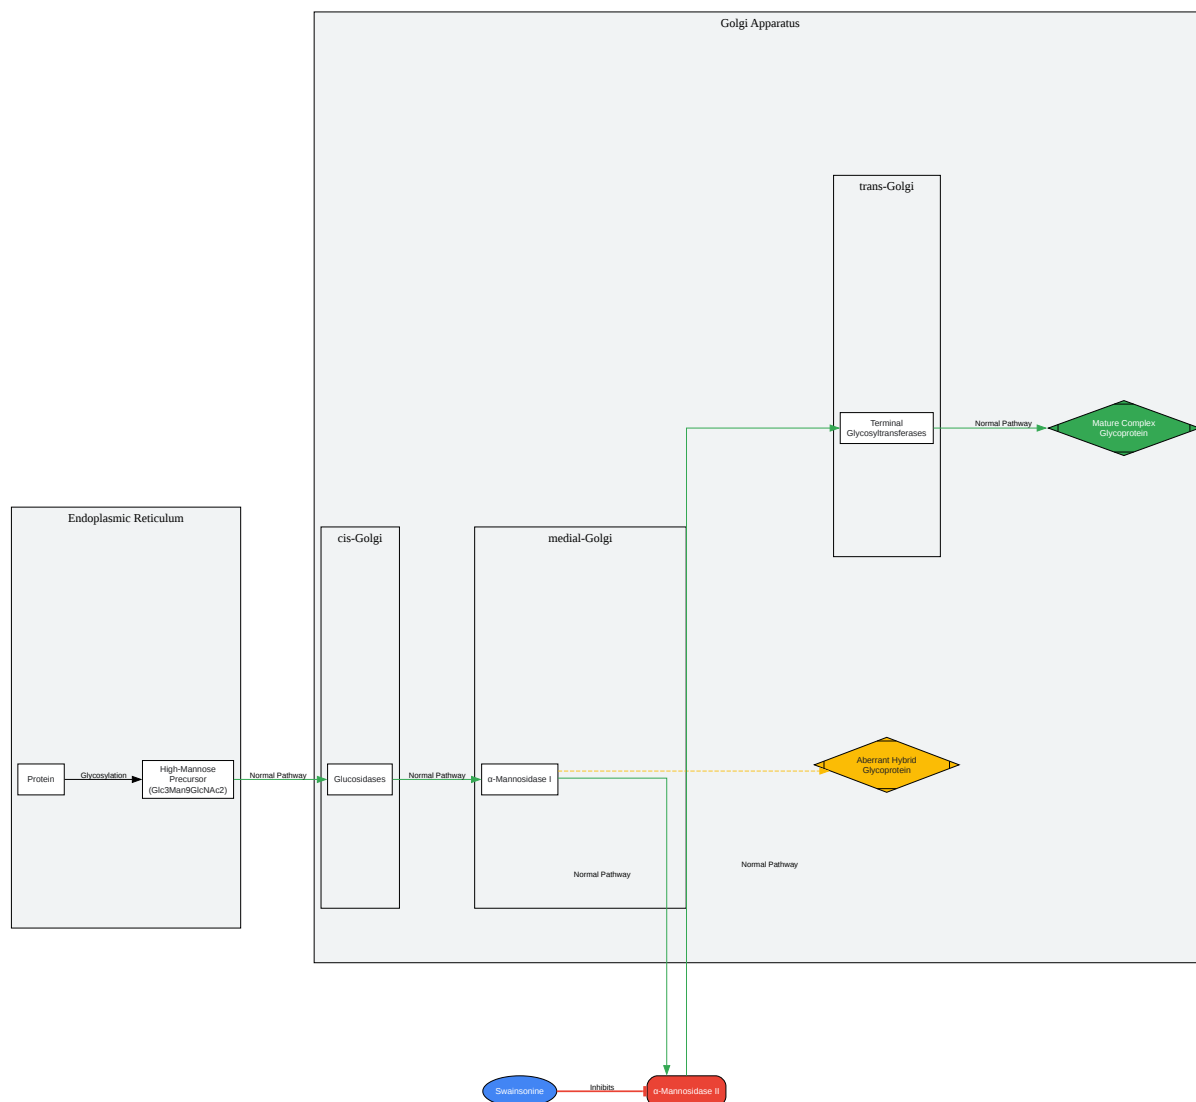 Golgi Apparatus
trans-Golgi
Terminal
Glycosyltransferases
Normal Pathway
Mature Complex
Glycoprotein
Endoplasmic Reticulum
cis-Golgi
medial-Golgi
Protein
Glycosylation
High-Mannose
Precursor
(Glc3Man9GlcNAc2)
Normal Pathway
Glucosidases
Normal Pathway
α-Mannosidase I
Aberrant Hybrid
Glycoprotein
Normal Pathway
Normal Pathway
Swainsonine
Inhibits
α-Mannosidase II